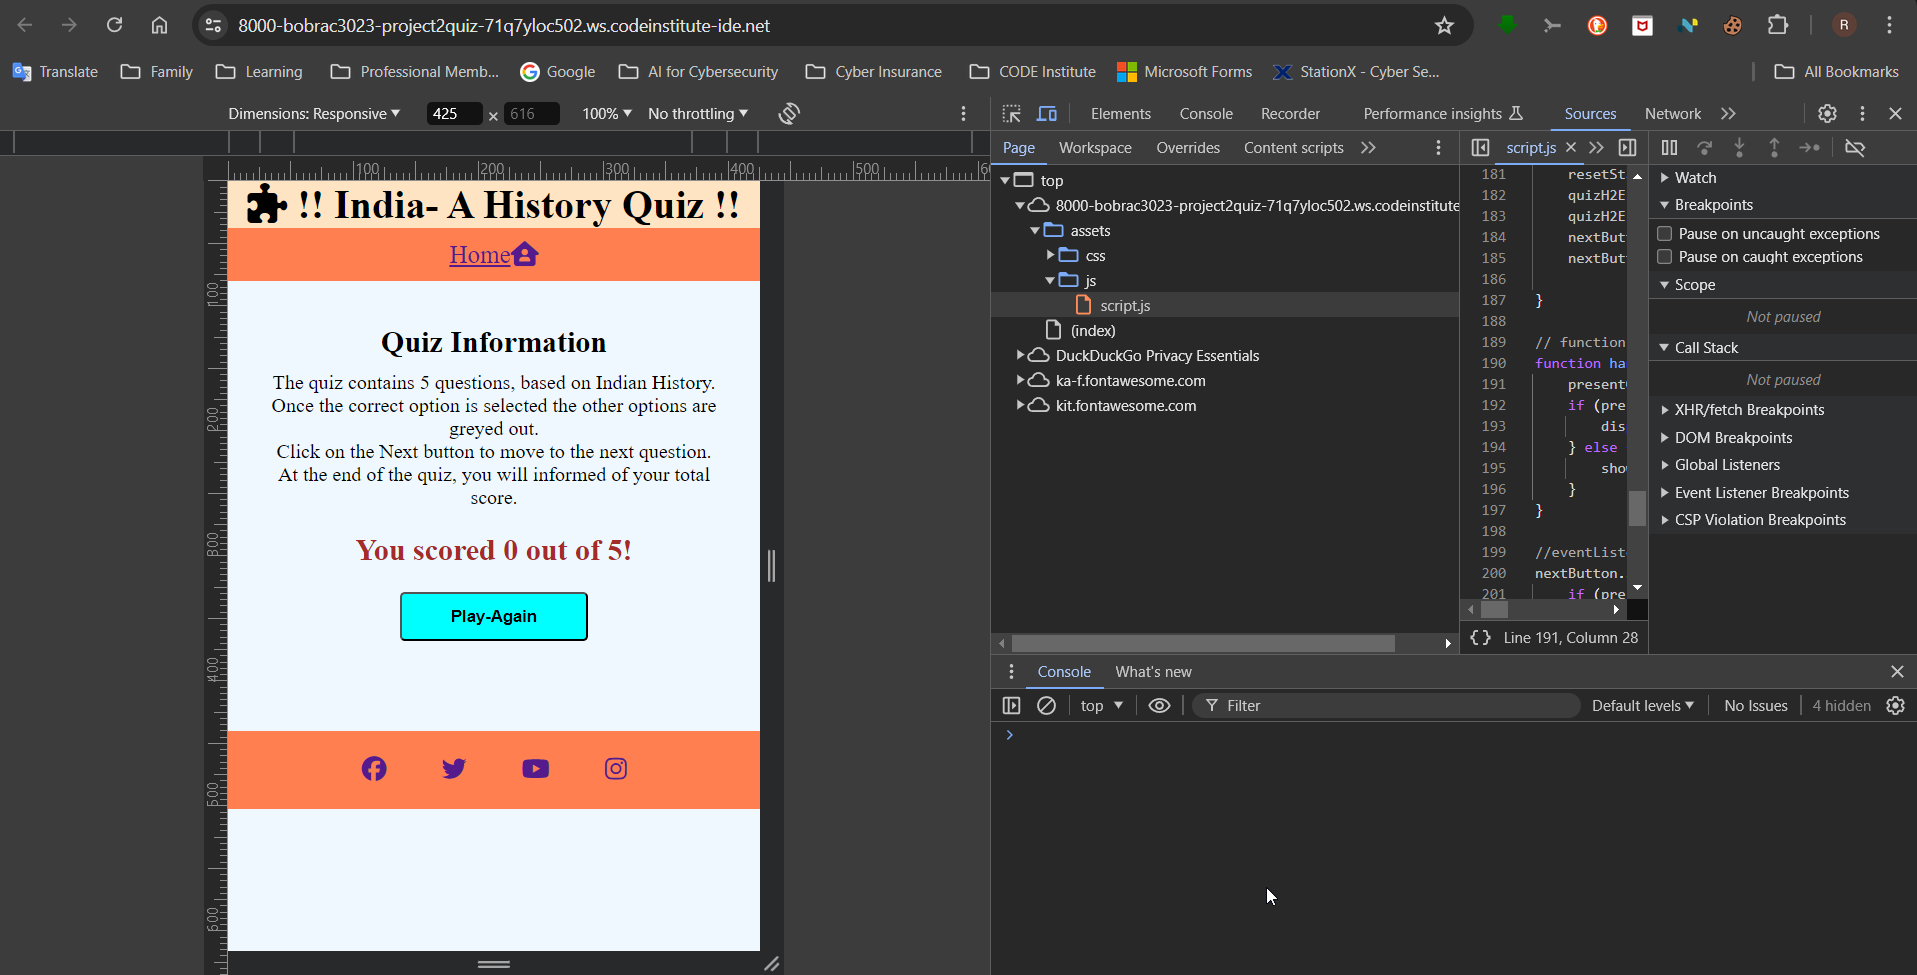 8000-bobrac3023-project2quiz-71q7yloc502.ws.codeinstitute-ide.net
R
Translate Family Learning Professional Memb... Google AI for Cybersecurity Cyber Insurance CODE Institute Microsoft Forms StationX - Cyber Se... All Bookmarks
Dimensions: Responsive 425 × 616 100% No throttling
Elements Console Recorder Performance insights Sources Network
Page Workspace Overrides Content scripts
script.js
100 200 300 400 500
100
200
300
400
500
600
!! India- A History Quiz !!
Home
Quiz Information
The quiz contains 5 questions, based on Indian History.
Once the correct option is selected the other options are
greyed out.
Click on the Next button to move to the next question.
At the end of the quiz, you will informed of your total
score.
You scored 0 out of 5!
Play-Again
top
8000-bobrac3023-project2quiz-71q7yloc502.ws.codeinstitute
assets
css
js
script.js
(index)
DuckDuckGo Privacy Essentials
ka-f.fontawesome.com
kit.fontawesome.com
181 resetSt
182 quizH2E
183 quizH2E
184 nextBut
185 nextBut
186
187 }
188
189 // function
190 function ha
191 present
192 if (pre
193 dis
194 } else
195 sho
196 }
197 }
198
199 //eventList
200 nextButton.
201 if (pre
{ } Line 191, Column 28
Watch
Breakpoints
Pause on uncaught exceptions
Pause on caught exceptions
Scope
Not paused
Call Stack
Not paused
XHR/fetch Breakpoints
DOM Breakpoints
Global Listeners
Event Listener Breakpoints
CSP Violation Breakpoints
Console What's new
top Filter Default levels No Issues 4 hidden